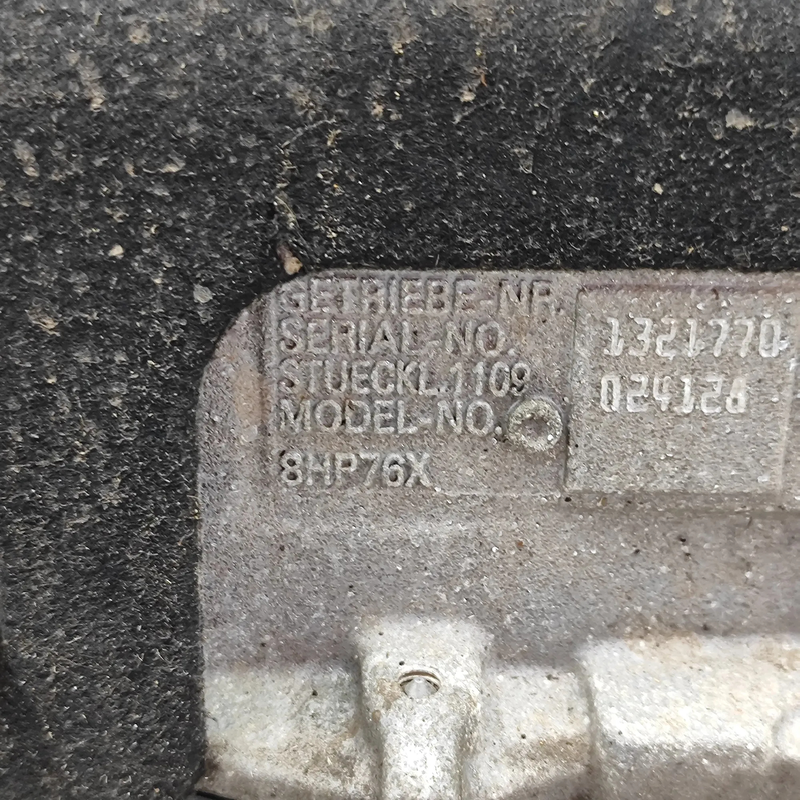 GETRIEBE-NR.
SERIAL-NO. 1321770
STUECKL.1109
MODEL-NO. 024128
8HP76X